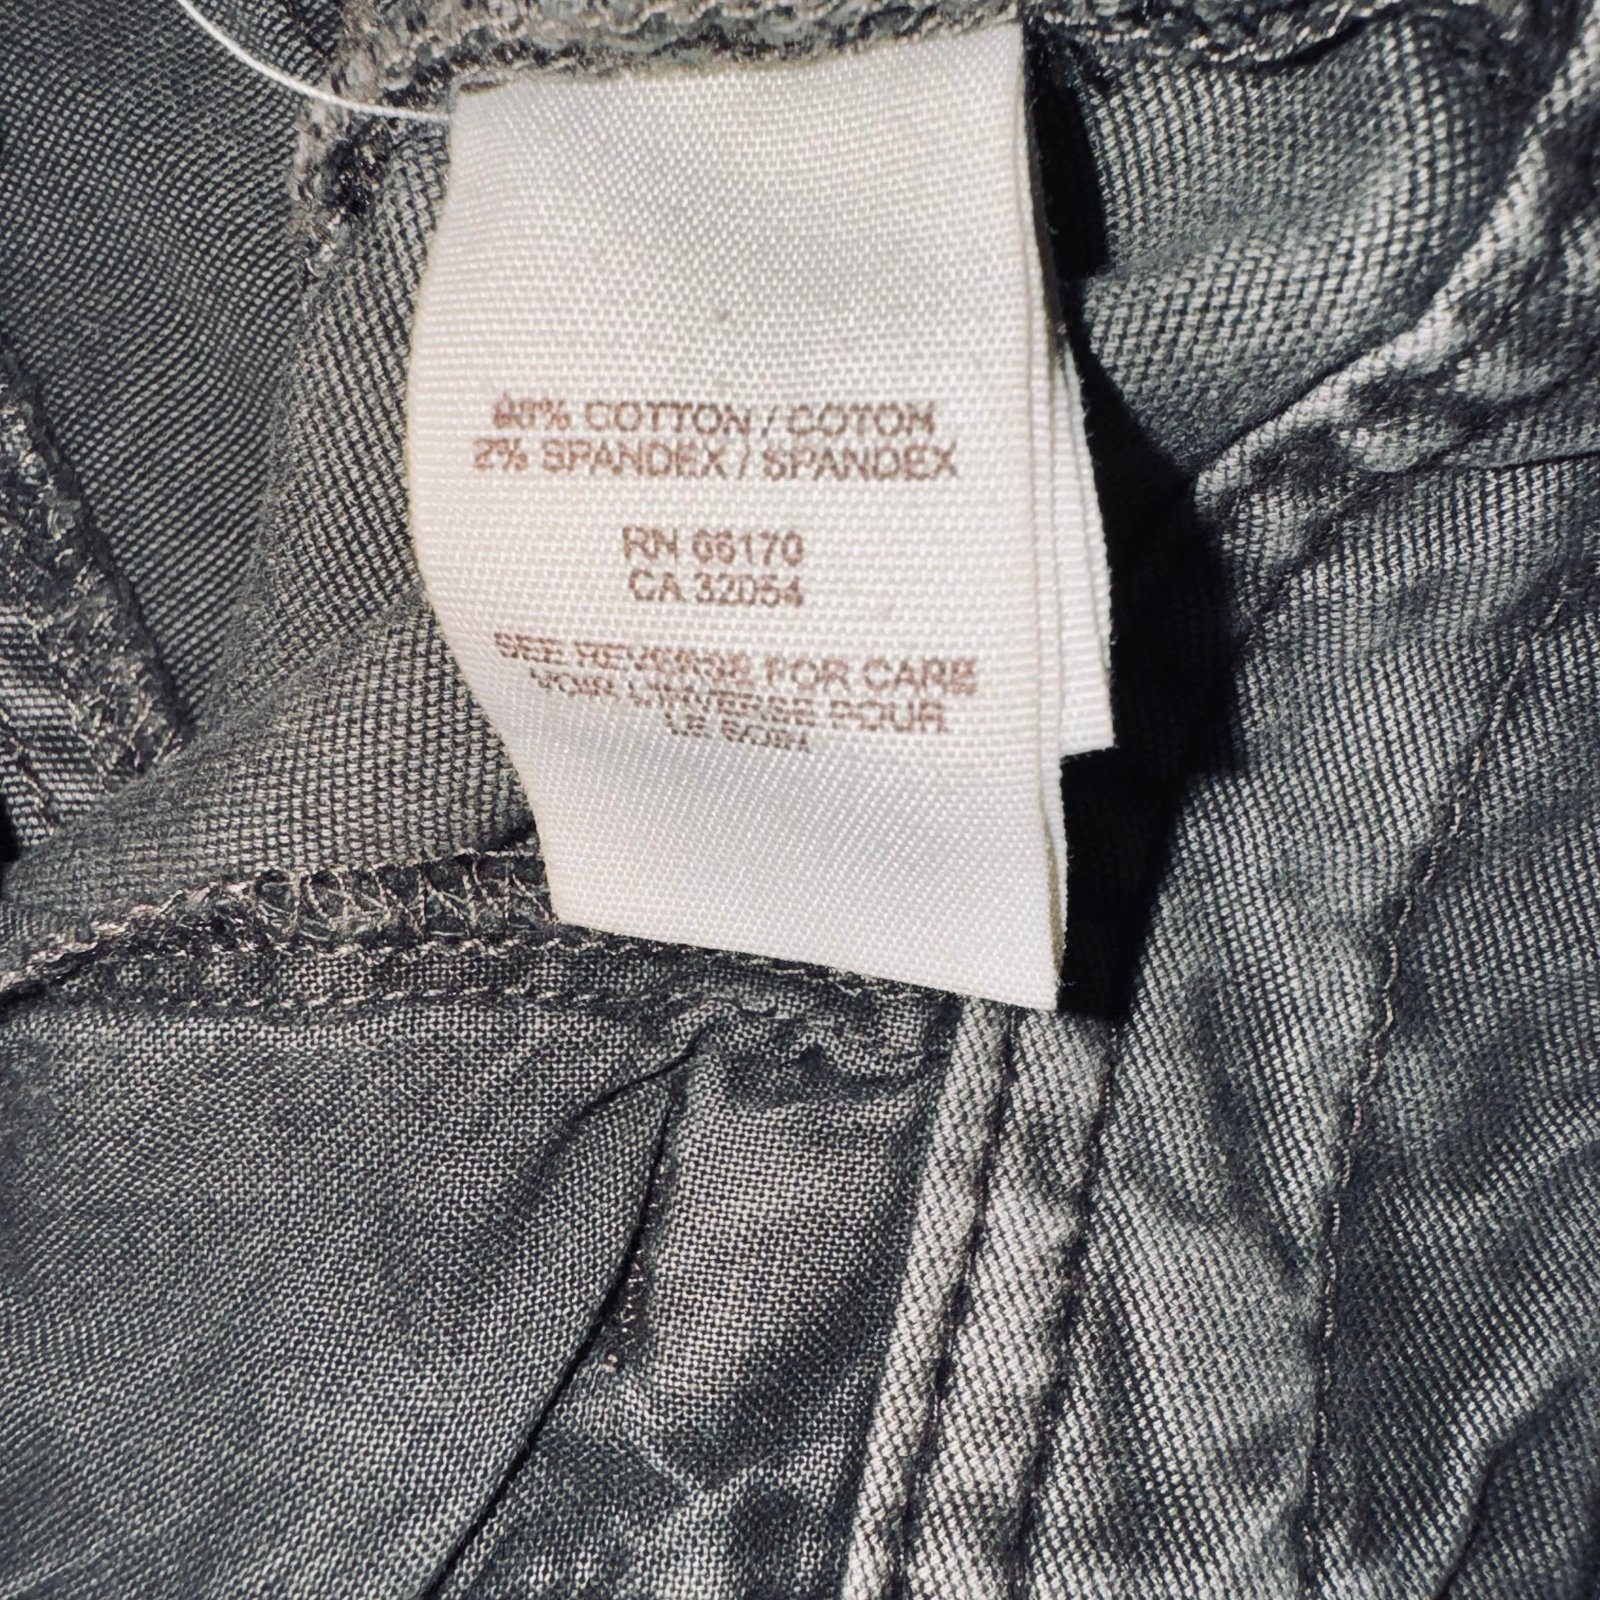 98% COTTON / COTON
2% SPANDEX / SPANDEX
RN 66170
CA 32054
SEE REVERSE FOR CARE
VOIR L'INVERSE POUR
LE SOIN